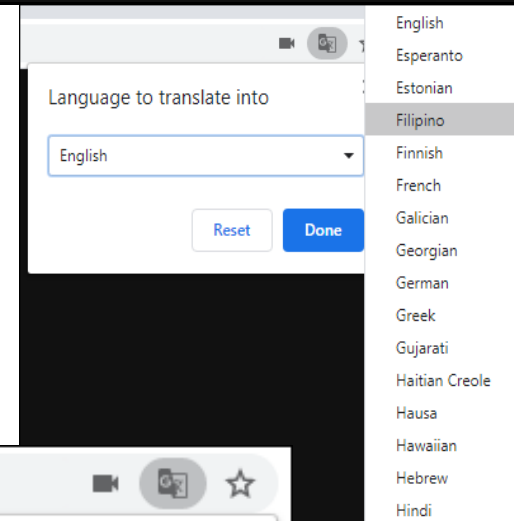 Language to translate into
English
Reset
Done
English
Esperanto
Estonian
Filipino
Finnish
French
Galician
Georgian
German
Greek
Gujarati
Haitian Creole
Hausa
Hawaiian
Hebrew
Hindi